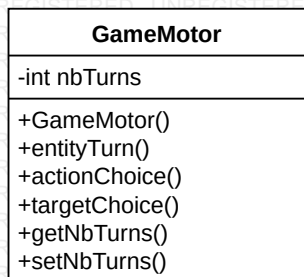 GameMotor
-int nbTurns
+GameMotor()
+entityTurn()
+actionChoice()
+targetChoice()
+getNbTurns()
+setNbTurns()